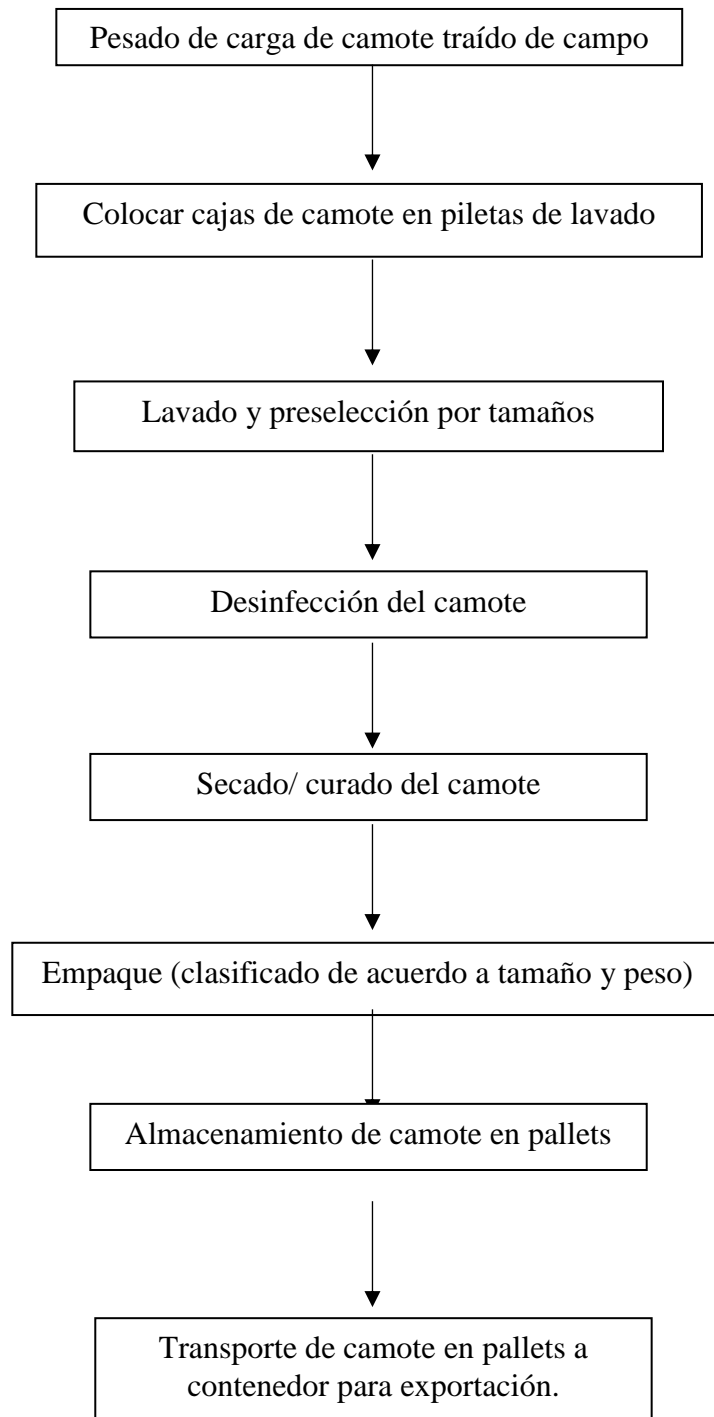 Pesado de carga de camote traído de campo
Colocar cajas de camote en piletas de lavado
Lavado y preselección por tamaños
Desinfección del camote
Secado/ curado del camote
Empaque (clasificado de acuerdo a tamaño y peso)
Almacenamiento de camote en pallets
Transporte de camote en pallets a
contenedor para exportación.